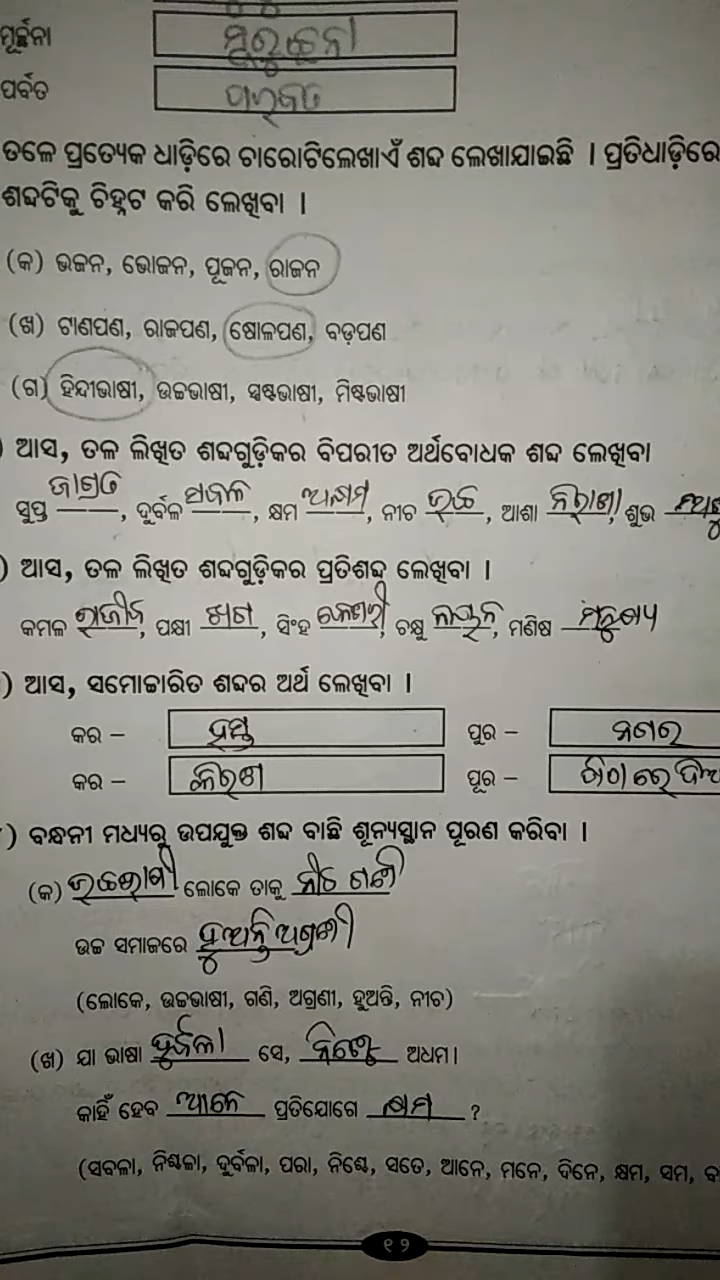 ମୂର୍ଚ୍ଛନା ମୂରୁଚ୍ଛନା
ପର୍ବତ ପରବତ
ତଳେ ପ୍ରତ୍ୟେକ ଧାଡ଼ିରେ ଚାରୋଟିଲେଖାଏଁ ଶବ୍ଦ ଲେଖାଯାଇଛି । ପ୍ରତିଧାଡ଼ିରେ
ଶବ୍ଦଟିକୁ ଚିହ୍ନଟ କରି ଲେଖିବା ।
(କ) ଭଜନ, ଭୋଜନ, ପୂଜନ, ରାଜନ
(ଖ) ଟାଣପଣ, ରାଜପଣ, ଷୋଳପଣ, ବଡ଼ପଣ
(ଗ) ହିନ୍ଦୀଭାଷୀ, ଉଚ୍ଚଭାଷୀ, ସ୍ପଷ୍ଟଭାଷୀ, ମିଷ୍ଟଭାଷୀ
) ଆସ, ତଳ ଲିଖିତ ଶବ୍ଦଗୁଡ଼ିକର ବିପରୀତ ଅର୍ଥବୋଧକ ଶବ୍ଦ ଲେଖିବା
ସୁପ୍ତ ଜାଗ୍ରତ, ଦୁର୍ବଳ ସବଳ, କ୍ଷମ ଅକ୍ଷମ, ନୀଚ ଉଚ୍ଚ, ଆଶା ନିରାଶା, ଶୁଭ
) ଆସ, ତଳ ଲିଖିତ ଶବ୍ଦଗୁଡ଼ିକର ପ୍ରତିଶବ୍ଦ ଲେଖିବା ।
କମଳ ରାଜୀବ, ପକ୍ଷୀ ଖଗ, ସିଂହ କେଶରୀ, ଚକ୍ଷୁ ନୟନ, ମଣିଷ ମନୁଷ୍ୟ
) ଆସ, ସମୋଚ୍ଚାରିତ ଶବ୍ଦର ଅର୍ଥ ଲେଖିବା ।
କର – ହସ୍ତ ପୁର – ନଗର
କର – କିରଣ ପୂର –
) ବନ୍ଧନୀ ମଧ୍ୟରୁ ଉପଯୁକ୍ତ ଶବ୍ଦ ବାଛି ଶୂନ୍ୟସ୍ଥାନ ପୂରଣ କରିବା ।
(କ) ଉଚ୍ଚଭାଷୀ ଲୋକେ ତାକୁ ନୀଚ ଗଣି
ଉଚ୍ଚ ସମାଜରେ ହୁଅନ୍ତି ଅଗ୍ରଣୀ
(ଲୋକେ, ଉଚ୍ଚଭାଷୀ, ଗଣି, ଅଗ୍ରଣୀ, ହୁଅନ୍ତି, ନୀଚ)
(ଖ) ଯା ଭାଷା ଦୁର୍ବଳା ସେ, ନିଶ୍ଚେ ଅଧମ।
କାହିଁ ହେବ ଆନେ ପ୍ରତିଯୋଗେ କ୍ଷମ ?
(ସବଳା, ନିଶ୍ଚଳା, ଦୁର୍ବଳା, ପରା, ନିଶ୍ଚେ, ସତେ, ଆନେ, ମନେ, ଦିନେ, କ୍ଷମ, ସମ,
୧୨